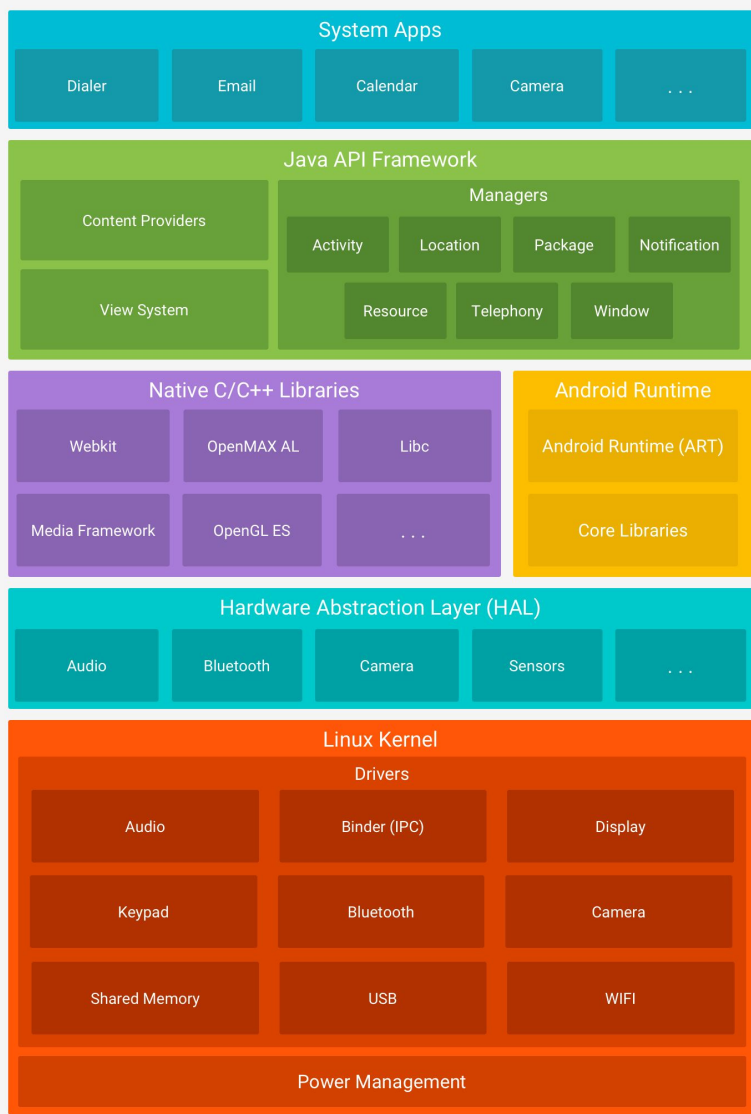 System Apps
Dialer
Email
Calendar
Camera
. . .
Java API Framework
Content Providers
View System
Managers
Activity
Location
Package
Notification
Resource
Telephony
Window
Native C/C++ Libraries
Webkit
OpenMAX AL
Libc
Media Framework
OpenGL ES
. . .
Android Runtime
Android Runtime (ART)
Core Libraries
Hardware Abstraction Layer (HAL)
Audio
Bluetooth
Camera
Sensors
. . .
Linux Kernel
Drivers
Audio
Binder (IPC)
Display
Keypad
Bluetooth
Camera
Shared Memory
USB
WIFI
Power Management